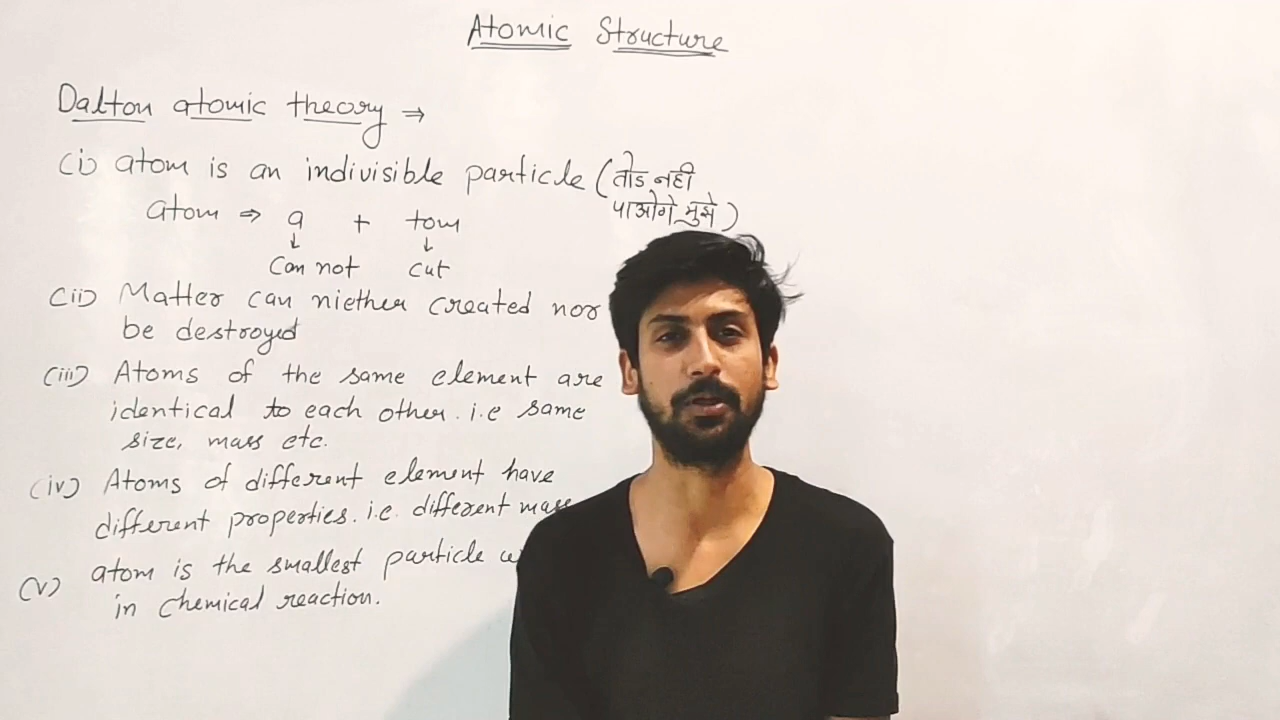 Atomic Structure
Dalton atomic theory ⇒
(i) atom is an indivisible particle (तोड नही
पाओगे मुझे)
atom ⇒ a + tom
↓ ↓
Can not cut
(ii) Matter can niether created nor
be destroyed
(iii) Atoms of the same element are
identical to each other. i.e same
size, mass etc.
(iv) Atoms of different element have
different properties. i.e. different mass
(v) atom is the smallest particle
in chemical reaction.